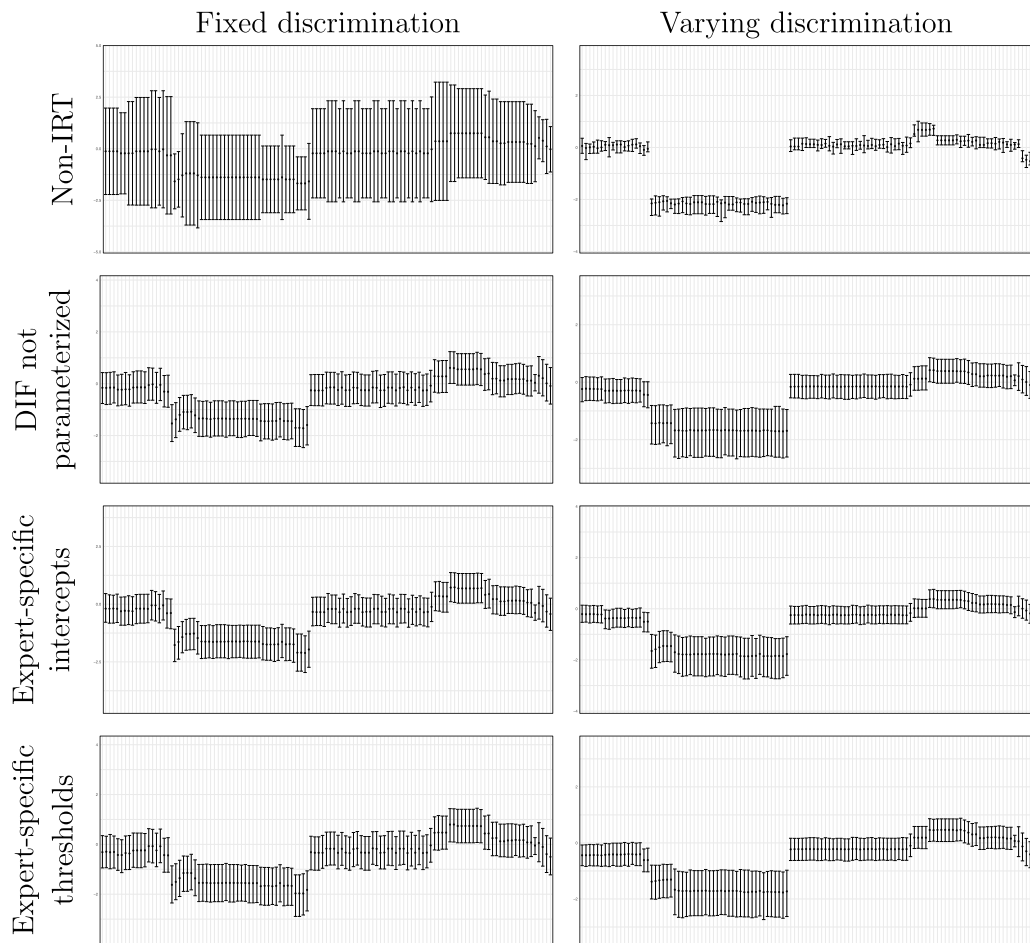 Fixed discrimination
Varying discrimination
Non-IRT
DIF not
parameterized
Expert-specific
intercepts
Expert-specific
thresholds